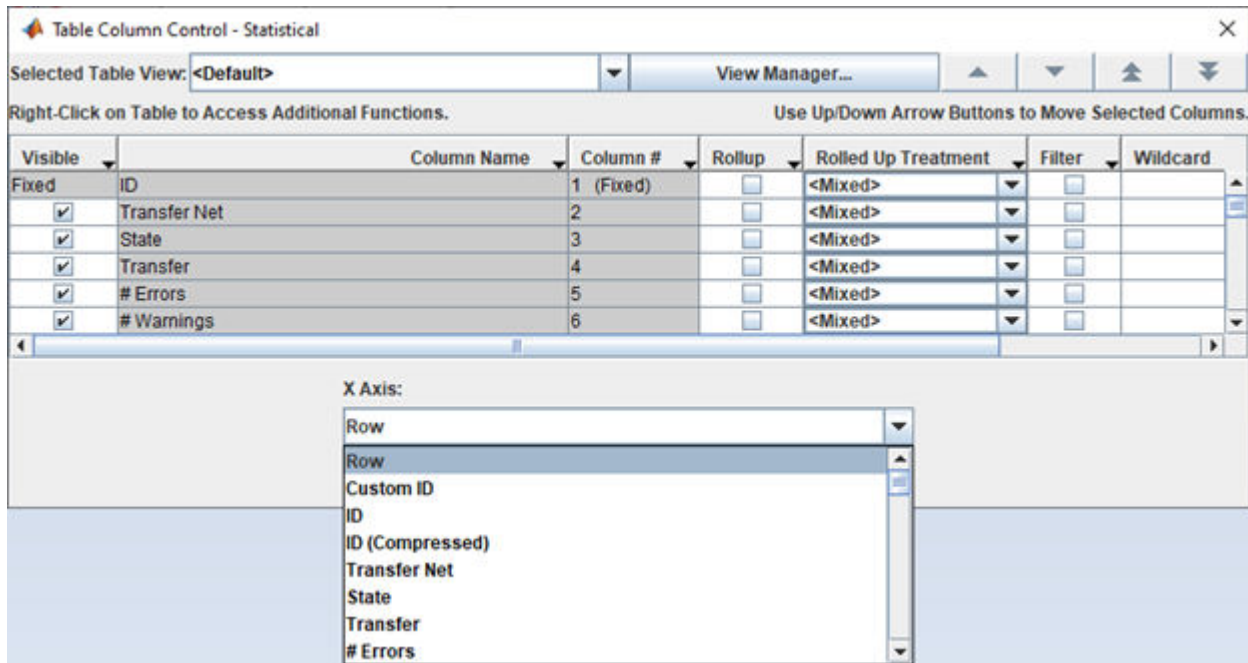 Table Column Control - Statistical
Selected Table View: <Default> View Manager...
Right-Click on Table to Access Additional Functions. Use Up/Down Arrow Buttons to Move Selected Columns.
Visible Column Name Column # Rollup Rolled Up Treatment Filter Wildcard
Fixed ID 1 (Fixed) <Mixed>
Transfer Net 2 <Mixed>
State 3 <Mixed>
Transfer 4 <Mixed>
# Errors 5 <Mixed>
# Warnings 6 <Mixed>
X Axis:
Row
Row
Custom ID
ID
ID (Compressed)
Transfer Net
State
Transfer
# Errors